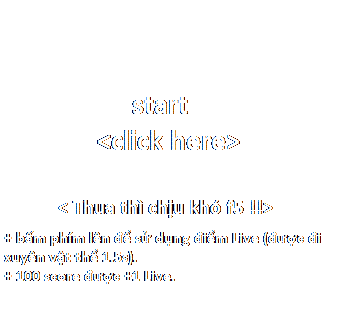 start
<click here>
< Thua thì chịu khó f5 !!>
+ bấm phím lên để sử dụng điểm Live (được đi
xuyên vật thể 1.5s).
+ 100 score được +1 Live.